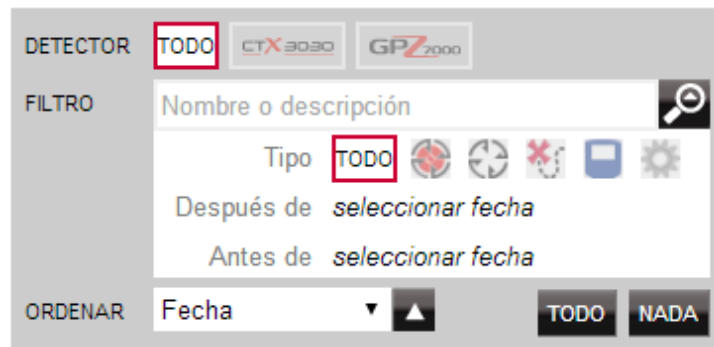 DETECTOR TODO CTX 3030 GPZ 7000
FILTRO Nombre o descripción
Tipo TODO
Después de seleccionar fecha
Antes de seleccionar fecha
ORDENAR Fecha TODO NADA